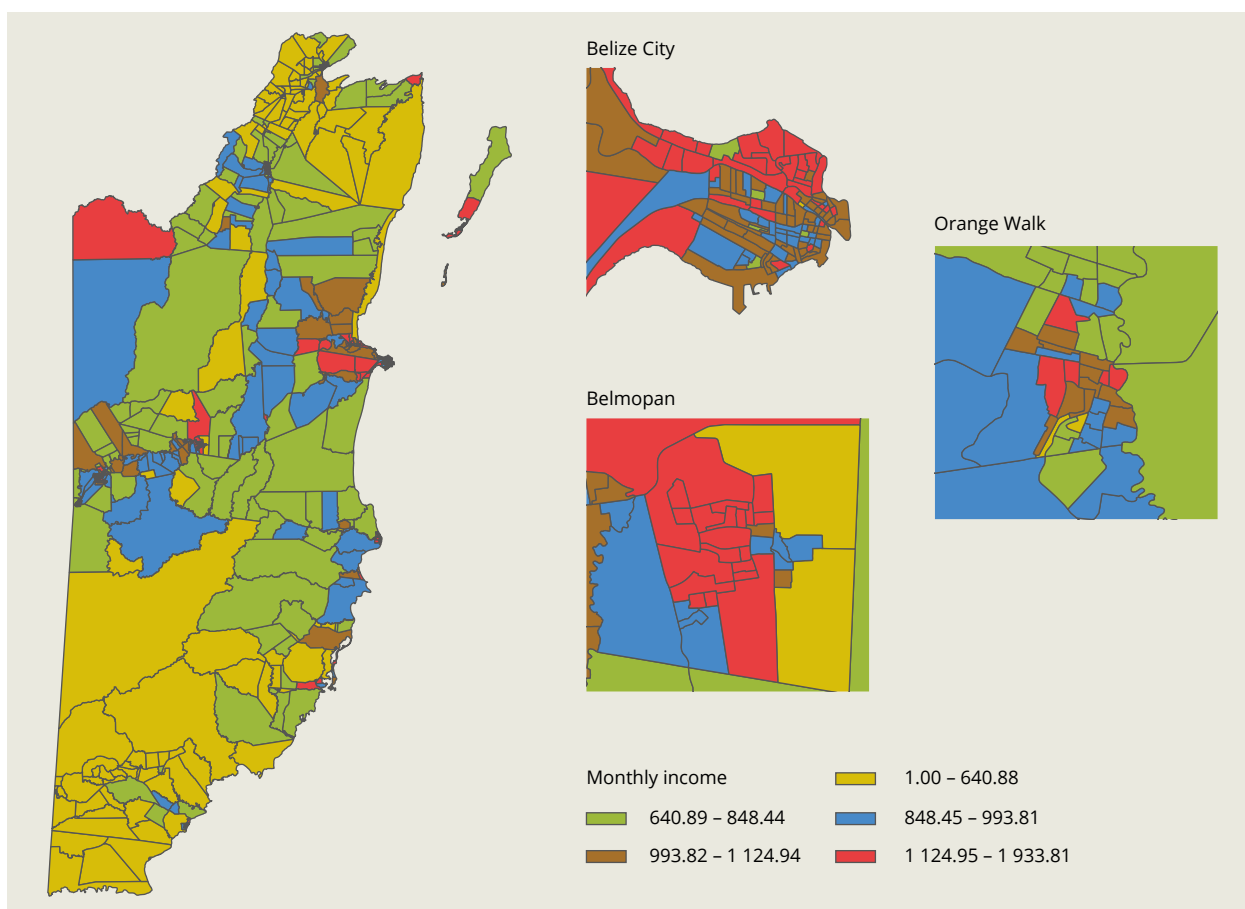 Belize City
Orange Walk
Belmopan
Monthly income
1.00 – 640.88
640.89 – 848.44
848.45 – 993.81
993.82 – 1 124.94
1 124.95 – 1 933.81